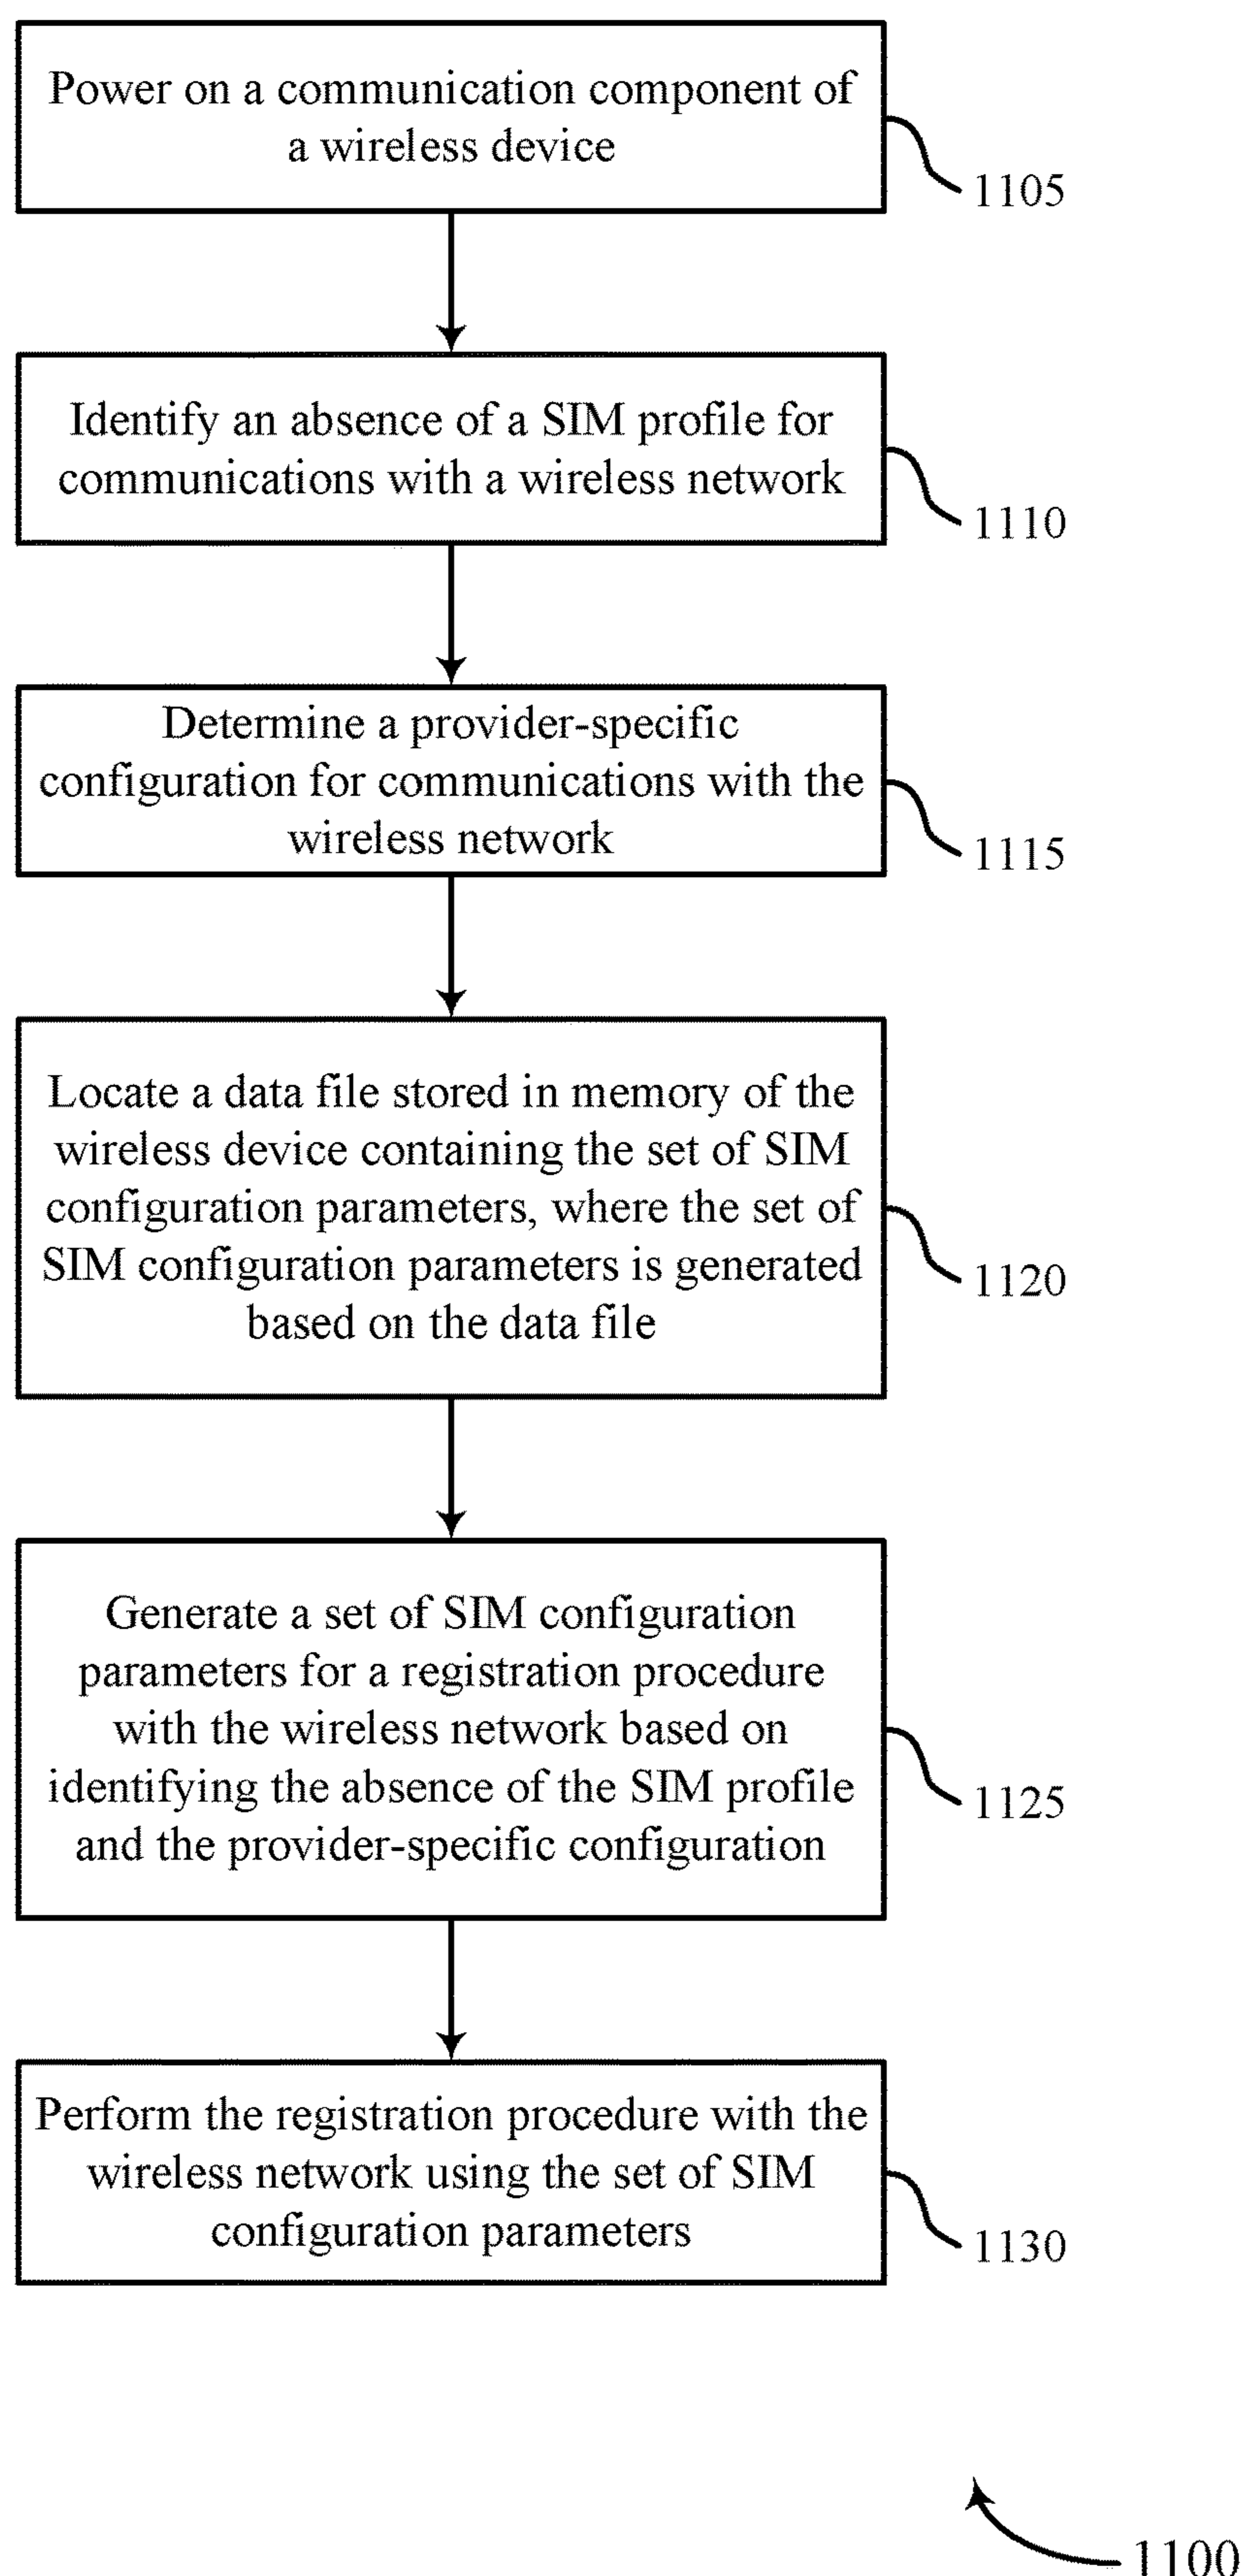 Power on a communication component of
a wireless device
1105
Identify an absence of a SIM profile for
communications with a wireless network
1110
Determine a provider-specific
configuration for communications with the
wireless network
1115
Locate a data file stored in memory of the
wireless device containing the set of SIM
configuration parameters, where the set of
SIM configuration parameters is generated
based on the data file
1120
Generate a set of SIM configuration
parameters for a registration procedure
with the wireless network based on
identifying the absence of the SIM profile
and the provider-specific configuration
1125
Perform the registration procedure with the
wireless network using the set of SIM
configuration parameters
1130
1100